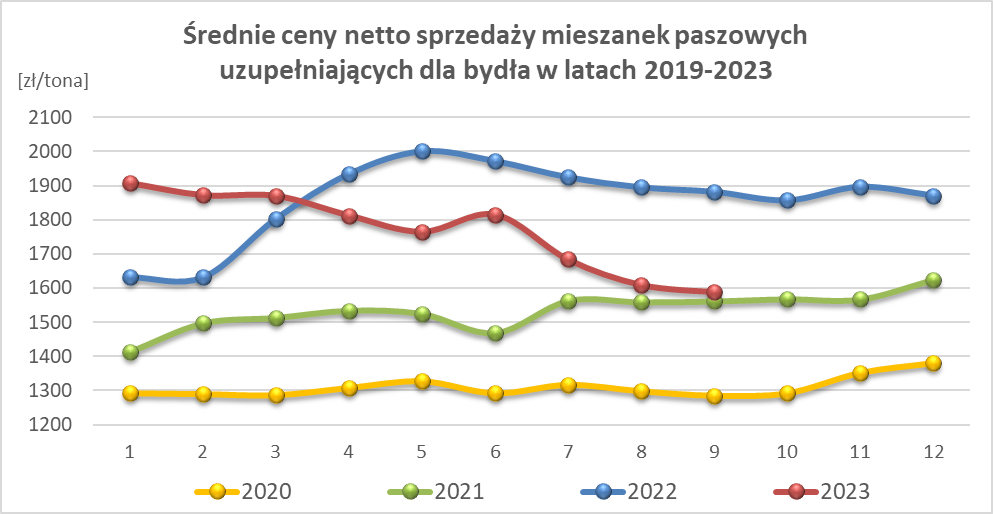 Średnie ceny netto sprzedaży mieszanek paszowych
uzupełniających dla bydła w latach 2019-2023
[zł/tona]
2100
2000
1900
1800
1700
1600
1500
1400
1300
1200
1 2 3 4 5 6 7 8 9 10 11 12
2020 2021 2022 2023